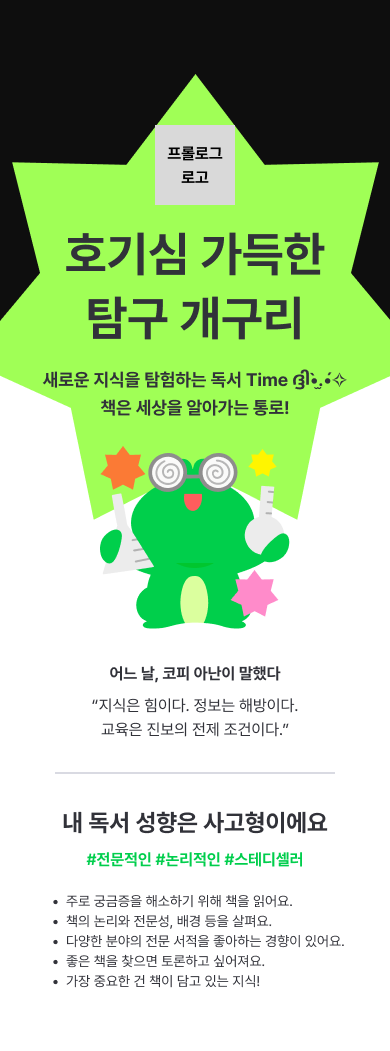 프롤로그
로고
호기심 가득한
탐구 개구리
새로운 지식을 탐험하는 독서 Time
책은 세상을 알아가는 통로!
어느 날, 코피 아난이 말했다
“지식은 힘이다. 정보는 해방이다.
교육은 진보의 전제 조건이다.”
내 독서 성향은 사고형이에요
#전문적인 #논리적인 #스테디셀러
• 주로 궁금증을 해소하기 위해 책을 읽어요.
• 책의 논리와 전문성, 배경 등을 살펴요.
• 다양한 분야의 전문 서적을 좋아하는 경향이 있어요.
• 좋은 책을 찾으면 토론하고 싶어져요.
• 가장 중요한 건 책이 담고 있는 지식!